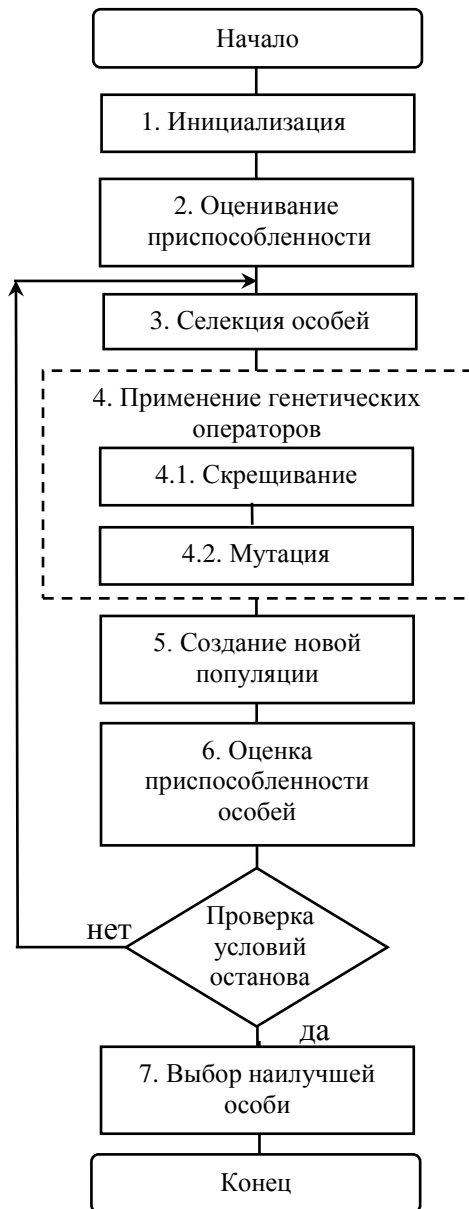 Начало
1. Инициализация
2. Оценивание
приспособленности
3. Селекция особей
4. Применение генетических
операторов
4.1. Скрещивание
4.2. Мутация
5. Создание новой
популяции
6. Оценка
приспособленности
особей
нет
Проверка
условий
останова
да
7. Выбор наилучшей
особи
Конец